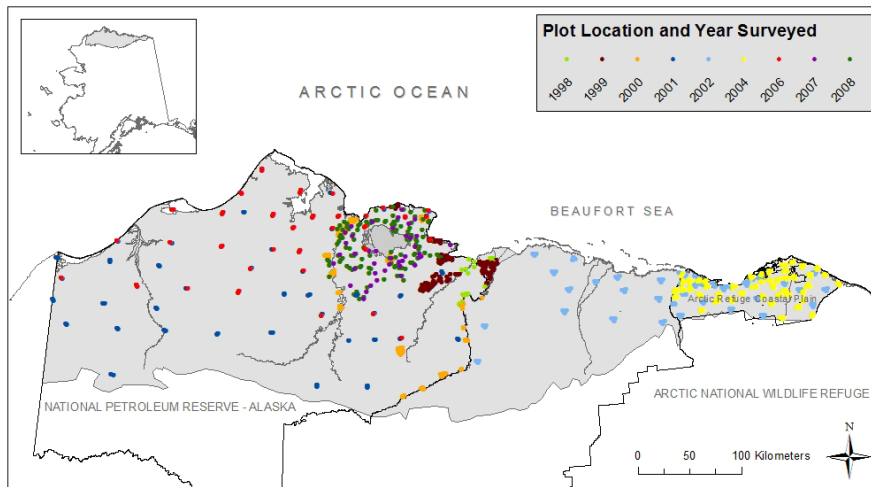 Plot Location and Year Surveyed
1998 1999 2000 2001 2002 2004 2006 2007 2008
ARCTIC OCEAN
BEAUFORT SEA
Arctic Refuge Coastal Plain
NATIONAL PETROLEUM RESERVE - ALASKA
ARCTIC NATIONAL WILDLIFE REFUGE
N
0 50 100 Kilometers